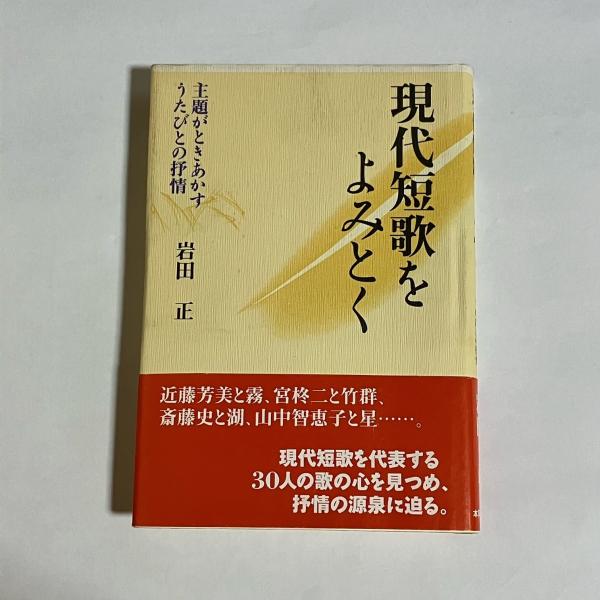 現代短歌を
よみとく
主題がときあかす
うたびとの抒情
岩田 正
近藤芳美と霧、宮柊二と竹群、
斎藤史と湖、山中智恵子と星……。
現代短歌を代表する
30人の歌の心を見つめ、
抒情の源泉に迫る。